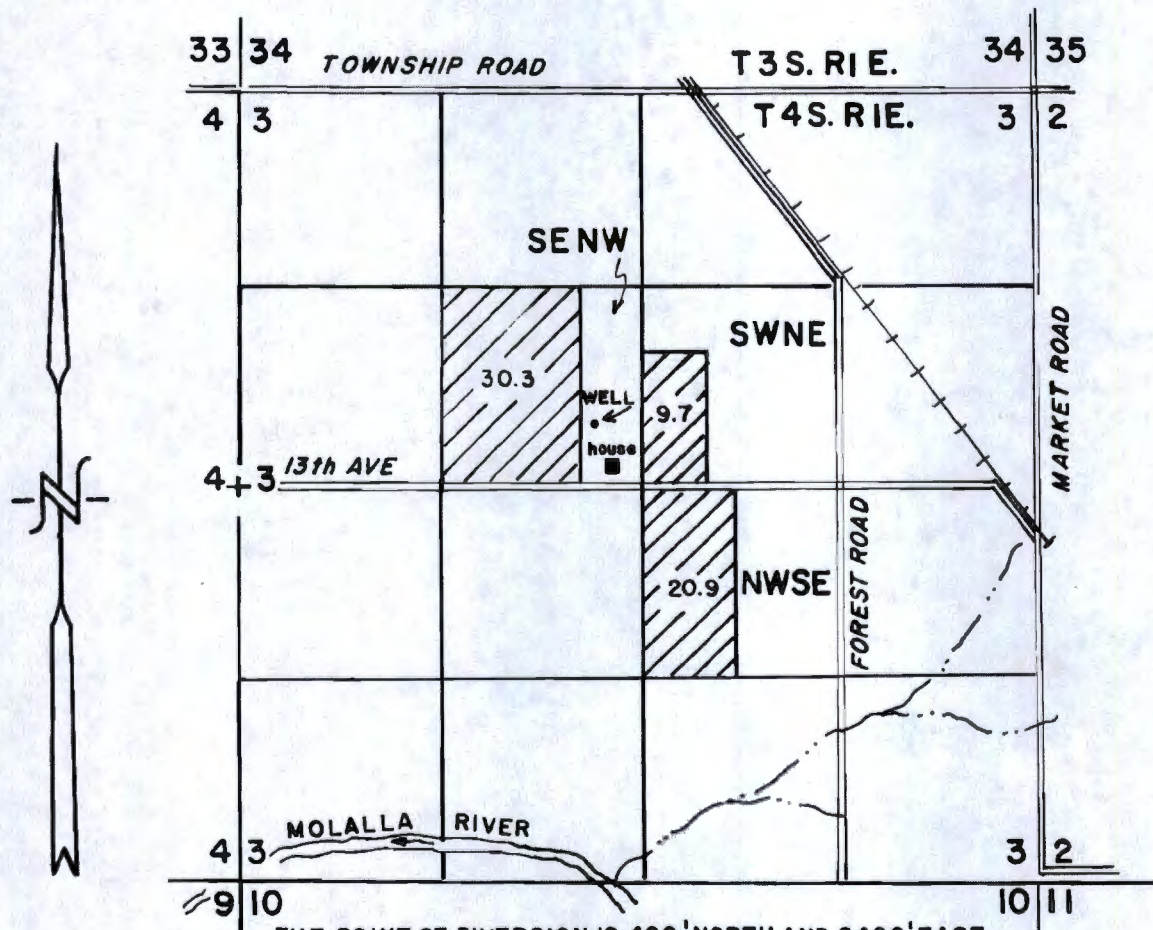 33 34 TOWNSHIP ROAD T3S. R1E. 34 35
4 3 T4S. R1E. 3 2
SENW
SWNE
30.3
WELL 9.7
house
MARKET ROAD
4 3 13th AVE
N
FOREST ROAD
20.9 NWSE
MOLALLA RIVER
4 3 3 2
9 10 10 11